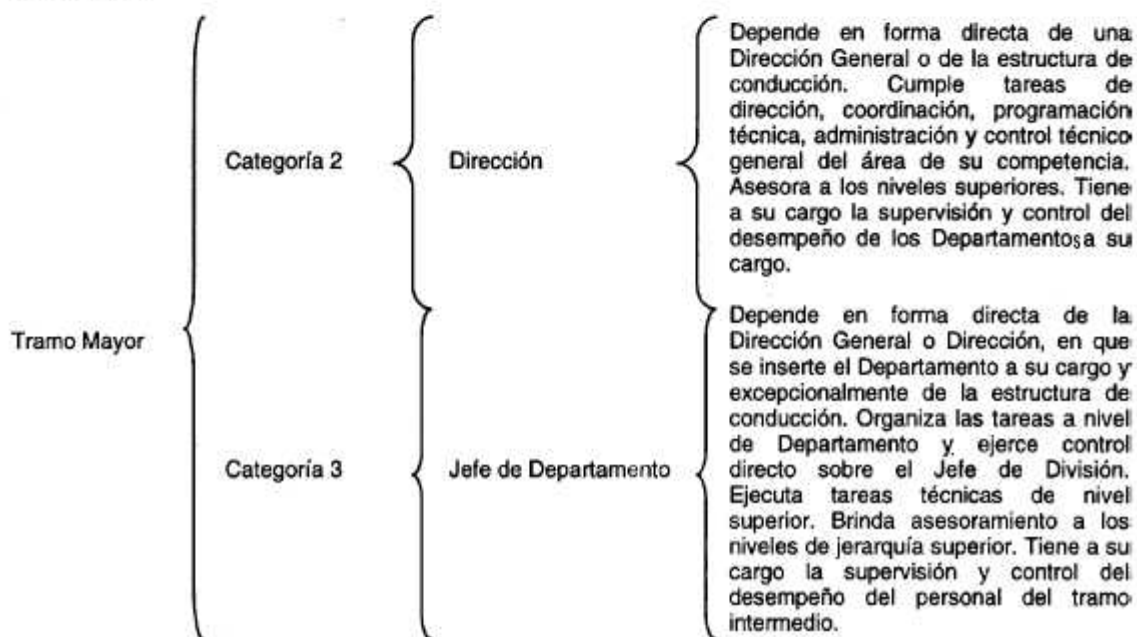 Tramo Mayor
Categoría 2
Dirección
Depende en forma directa de una
Dirección General o de la estructura de
conducción. Cumple tareas de
dirección, coordinación, programación
técnica, administración y control técnico
general del área de su competencia.
Asesora a los niveles superiores. Tiene
a su cargo la supervisión y control del
desempeño de los Departamentos a su
cargo.
Categoría 3
Jefe de Departamento
Depende en forma directa de la
Dirección General o Dirección, en que
se inserte el Departamento a su cargo y
excepcionalmente de la estructura de
conducción. Organiza las tareas a nivel
de Departamento y ejerce control
directo sobre el Jefe de División.
Ejecuta tareas técnicas de nivel
superior. Brinda asesoramiento a los
niveles de jerarquía superior. Tiene a su
cargo la supervisión y control del
desempeño del personal del tramo
intermedio.